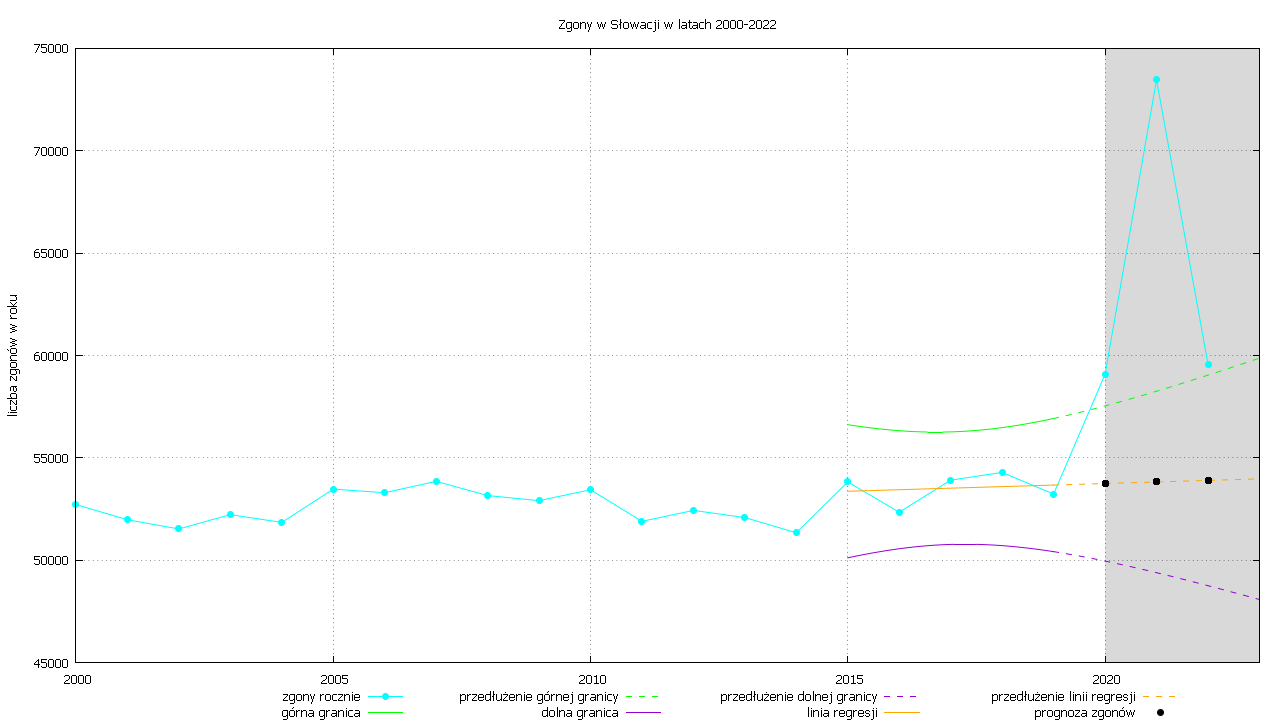 Zgony w Słowacji w latach 2000-2022
75000
70000
65000
60000
55000
50000
45000
liczba zgonów w roku
2000 2005 2010 2015 2020
zgony rocznie przedłużenie górnej granicy przedłużenie dolnej granicy przedłużenie linii regresji
górna granica dolna granica linia regresji prognoza zgonów